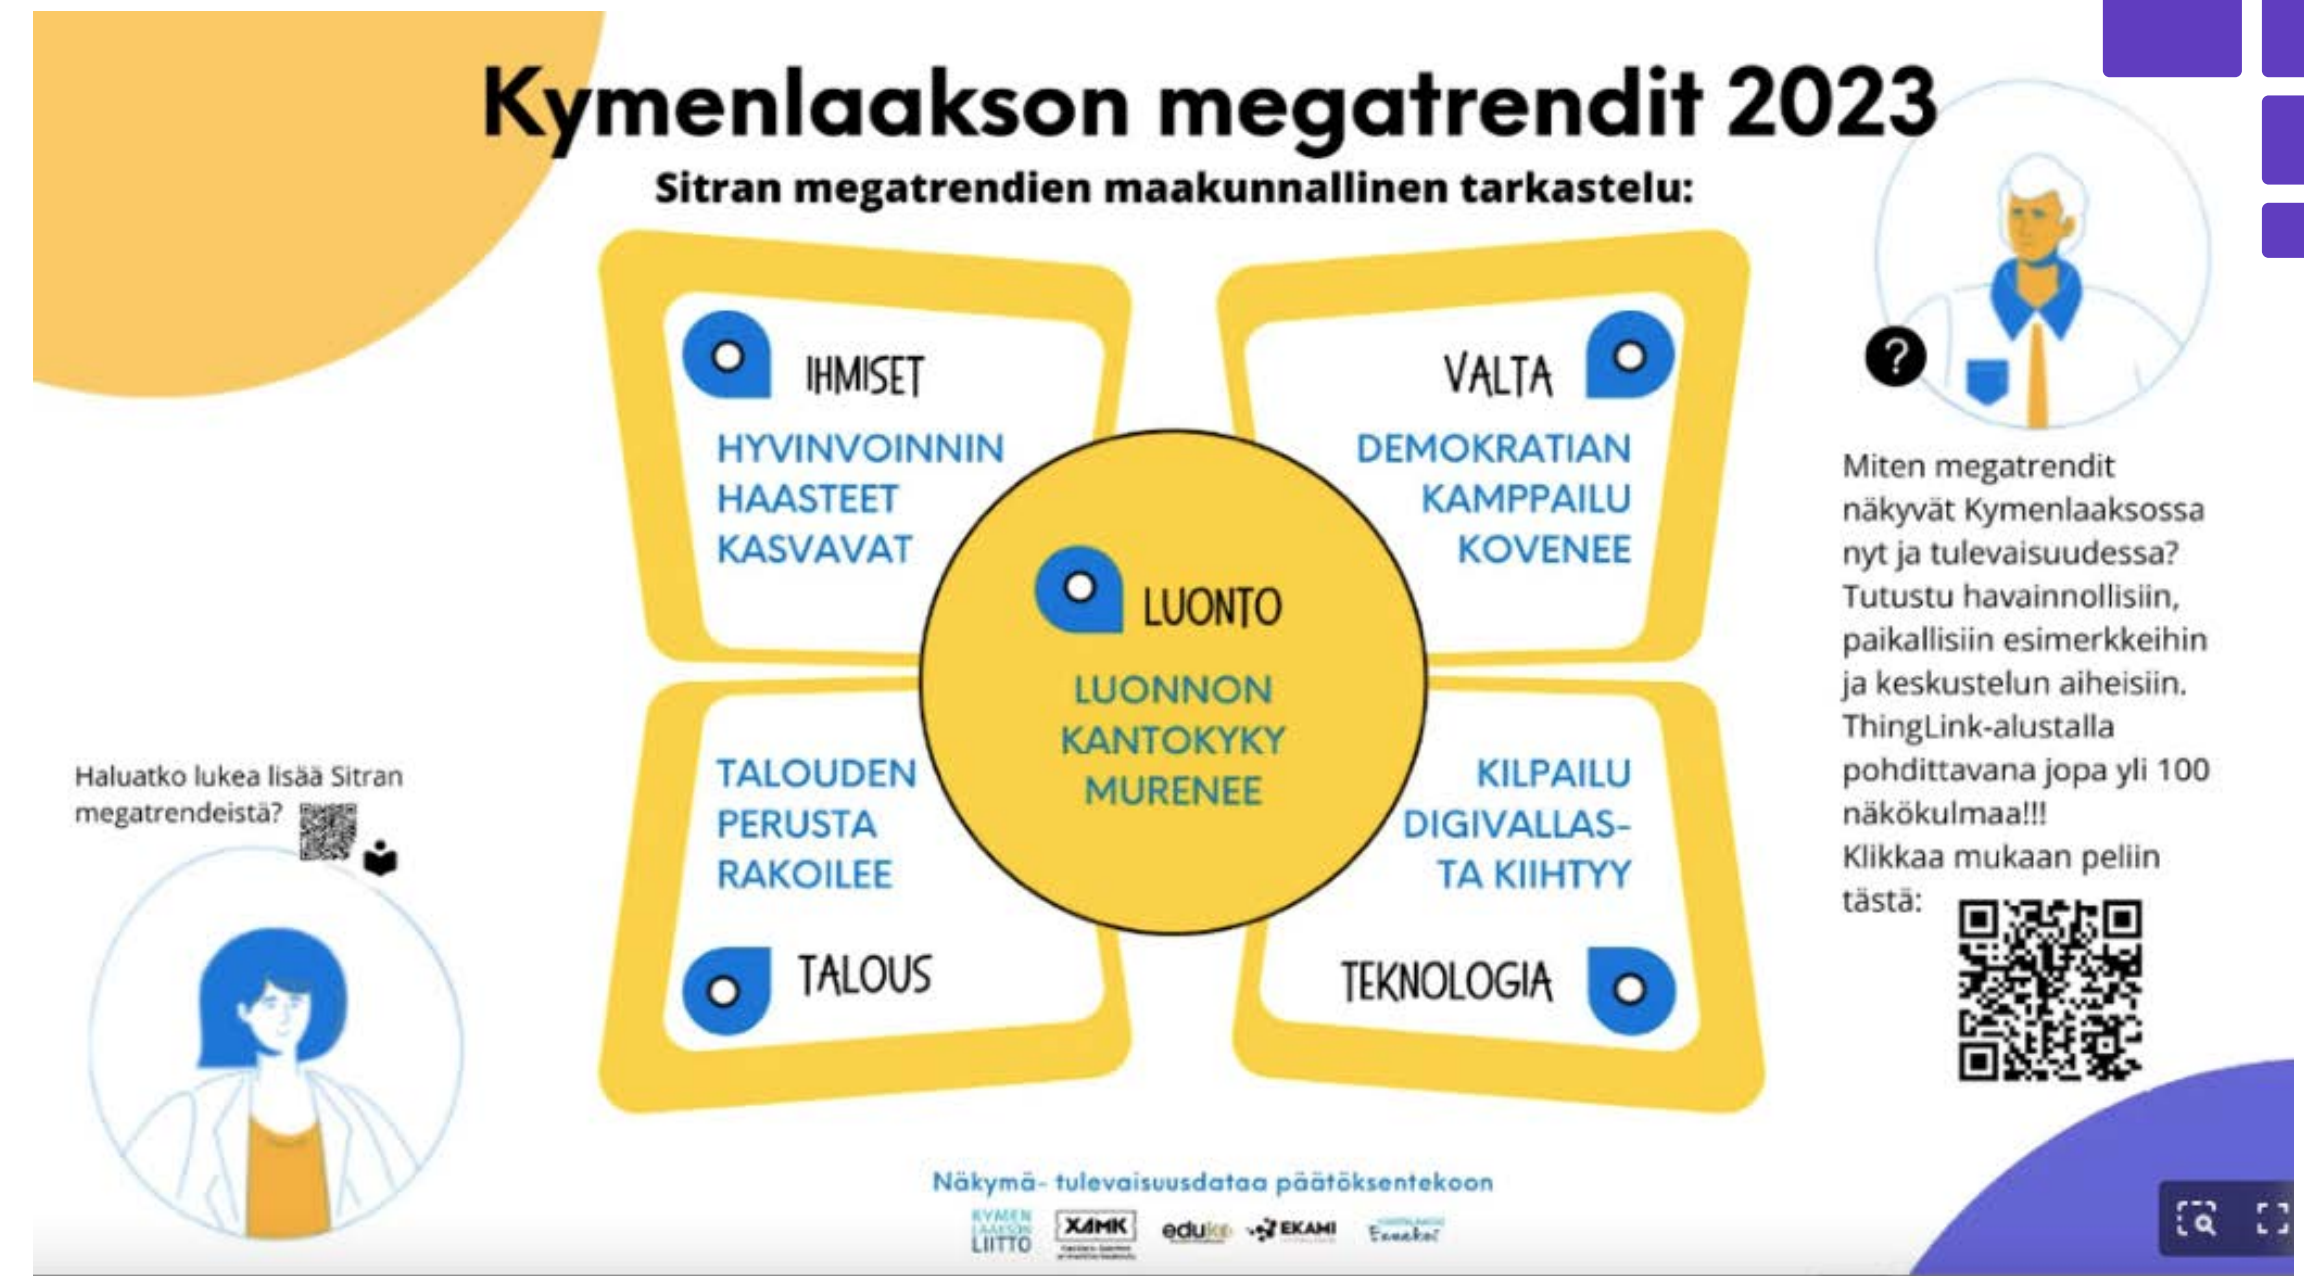 Kymenlaakson megatrendit 2023
Sitran megatrendien maakunnallinen tarkastelu:
IHMISET
HYVINVOINNIN
HAASTEET
KASVAVAT
VALTA
DEMOKRATIAN
KAMPPAILU
KOVENEE
LUONTO
LUONNON
KANTOKYKY
MURENEE
TALOUDEN
PERUSTA
RAKOILEE
TALOUS
KILPAILU
DIGIVALLAS-
TA KIIHTYY
TEKNOLOGIA
?
Miten megatrendit
näkyvät Kymenlaaksossa
nyt ja tulevaisuudessa?
Tutustu havainnollisiin,
paikallisiin esimerkkeihin
ja keskustelun aiheisiin.
ThingLink-alustalla
pohdittavana jopa yli 100
näkökulmaa!!!
Klikkaa mukaan peliin
tästä:
Haluatko lukea lisää Sitran
megatrendeistä?
Näkymä- tulevaisuusdataa päätöksentekoon
KYMEN
LAAKSON
LIITTO
XAMK
eduko
EKAMI